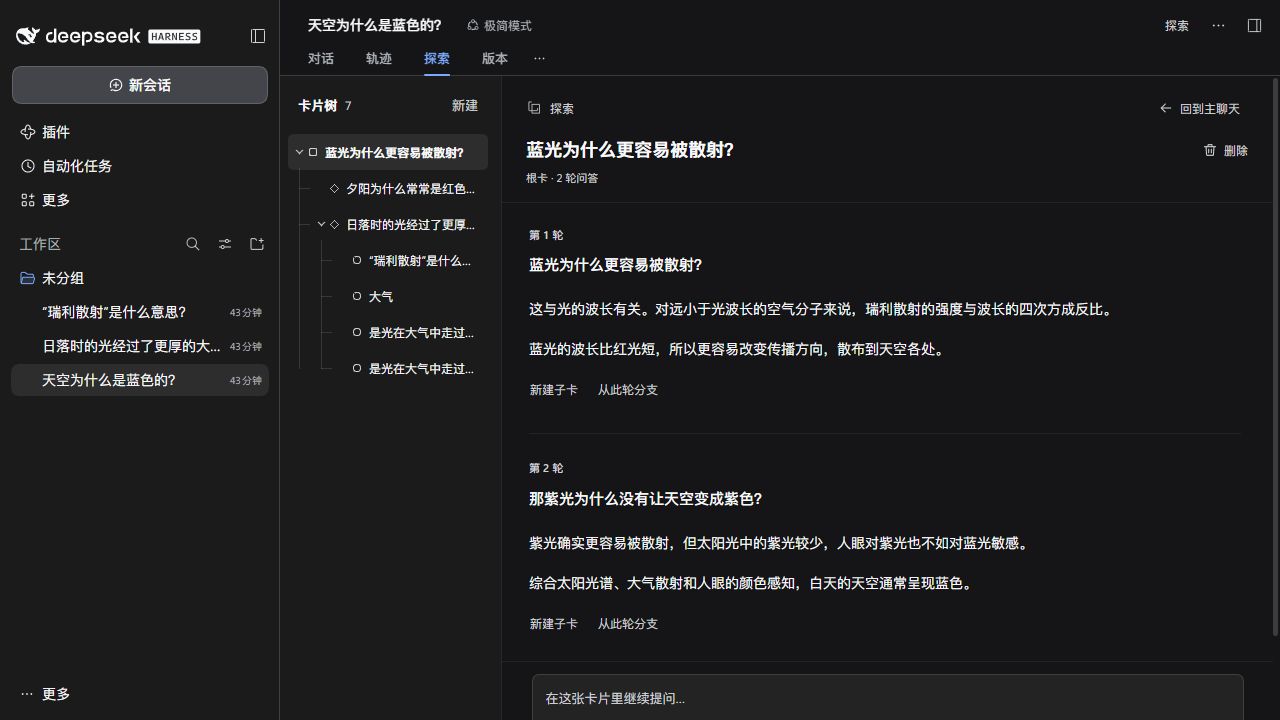 deepseek HARNESS
新会话
插件
自动化任务
更多
工作区
未分组
“瑞利散射”是什么意思? 43 分钟
日落时的光经过了更厚的大... 43 分钟
天空为什么是蓝色的? 43 分钟
... 更多
天空为什么是蓝色的? 极简模式
探索 ...
对话 轨迹 探索 版本 ...
卡片树 7 新建
蓝光为什么更容易被散射?
夕阳为什么常常是红色...
日落时的光经过了更厚...
“瑞利散射”是什么...
大气
是光在大气中走过...
是光在大气中走过...
探索
回到主聊天
蓝光为什么更容易被散射?
删除
根卡 · 2 轮问答
第 1 轮
蓝光为什么更容易被散射?
这与光的波长有关。对远小于光波长的空气分子来说，瑞利散射的强度与波长的四次方成反比。
蓝光的波长比红光短，所以更容易改变传播方向，散布到天空各处。
新建子卡 从此轮分支
第 2 轮
那紫光为什么没有让天空变成紫色?
紫光确实更容易被散射，但太阳光中的紫光较少，人眼对紫光也不如对蓝光敏感。
综合太阳光谱、大气散射和人眼的颜色感知，白天的天空通常呈现蓝色。
新建子卡 从此轮分支
在这张卡片里继续提问...